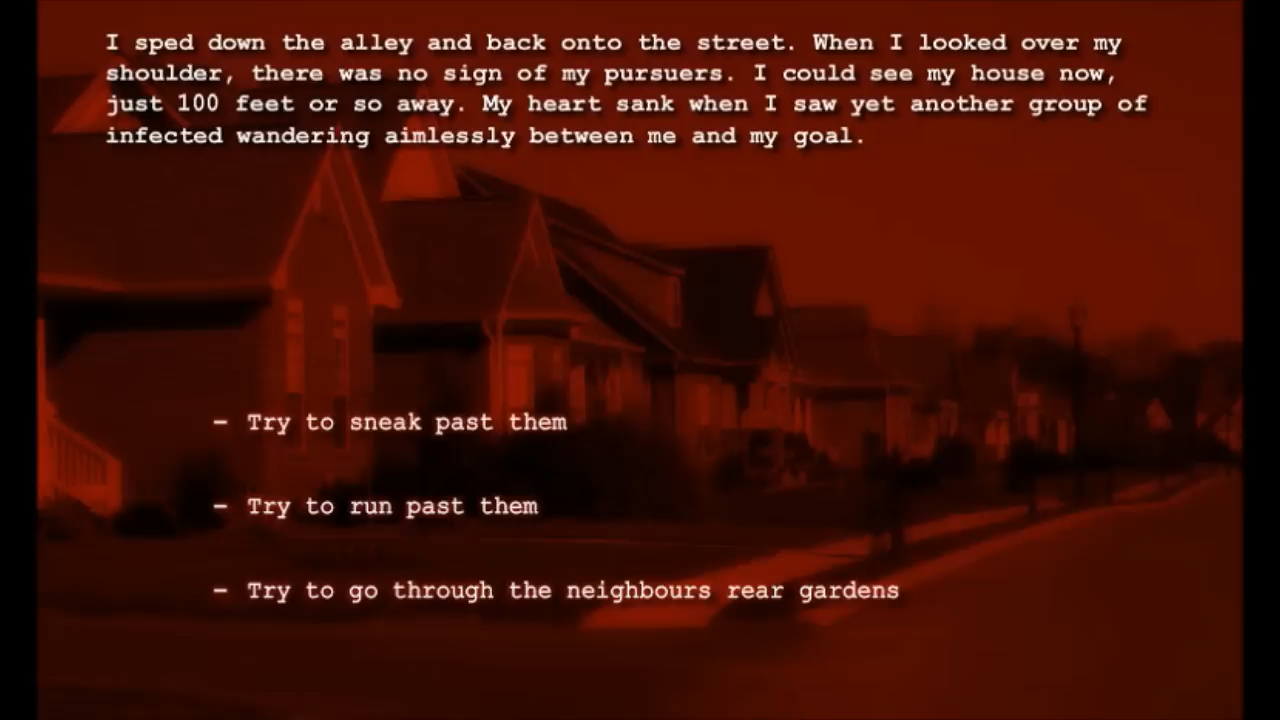 I sped down the alley and back onto the street. When I looked over my
shoulder, there was no sign of my pursuers. I could see my house now,
just 100 feet or so away. My heart sank when I saw yet another group of
infected wandering aimlessly between me and my goal.
- Try to sneak past them
- Try to run past them
- Try to go through the neighbours rear gardens